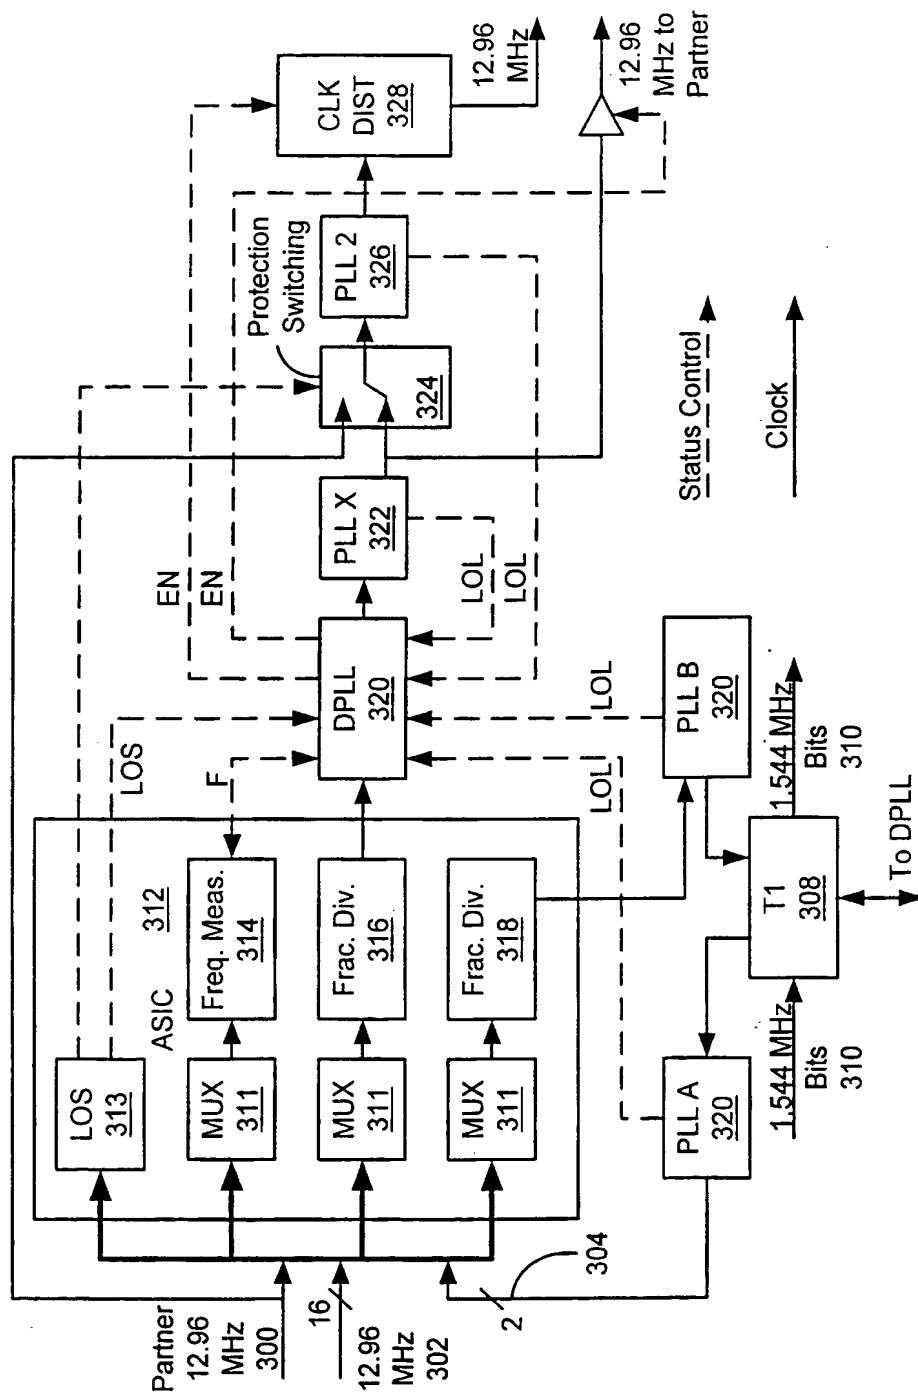 Partner
12.96
MHz
300
16
12.96
MHz
302
2
304
LOS
313
ASIC
312
MUX
311
Freq. Meas.
314
MUX
311
Frac. Div.
316
MUX
311
Frac. Div.
318
LOS
F
EN
EN
DPLL
320
PLL X
322
LOL
LOL
Protection
Switching
324
PLL 2
326
CLK
DIST
328
12.96
MHz
12.96
MHz to
Partner
LOL
LOL
PLL A
320
PLL B
320
T1
308
1.544 MHz
Bits
310
1.544 MHz
Bits
310
To DPLL
Status Control
Clock